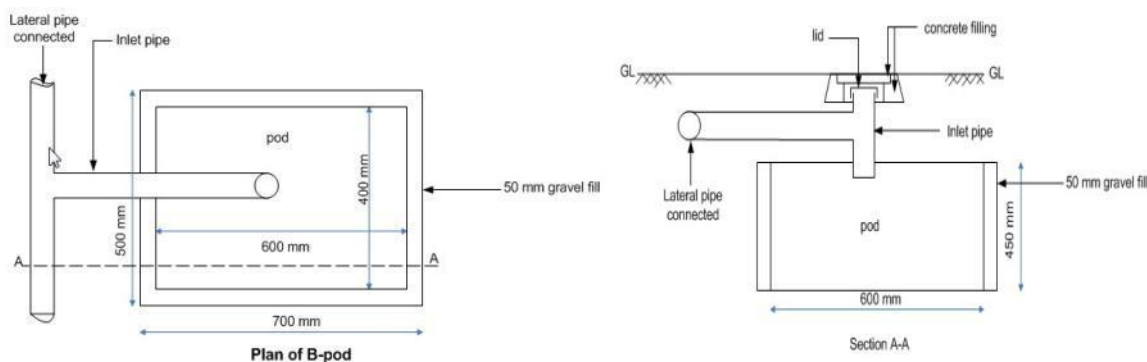 Lateral pipe
connected
Inlet pipe
pod
400 mm
500 mm
50 mm gravel fill
600 mm
A
A
700 mm
Plan of B-pod
lid
concrete filling
GL
GL
Inlet pipe
Lateral pipe
connected
50 mm gravel fill
pod
450 mm
600 mm
Section A-A